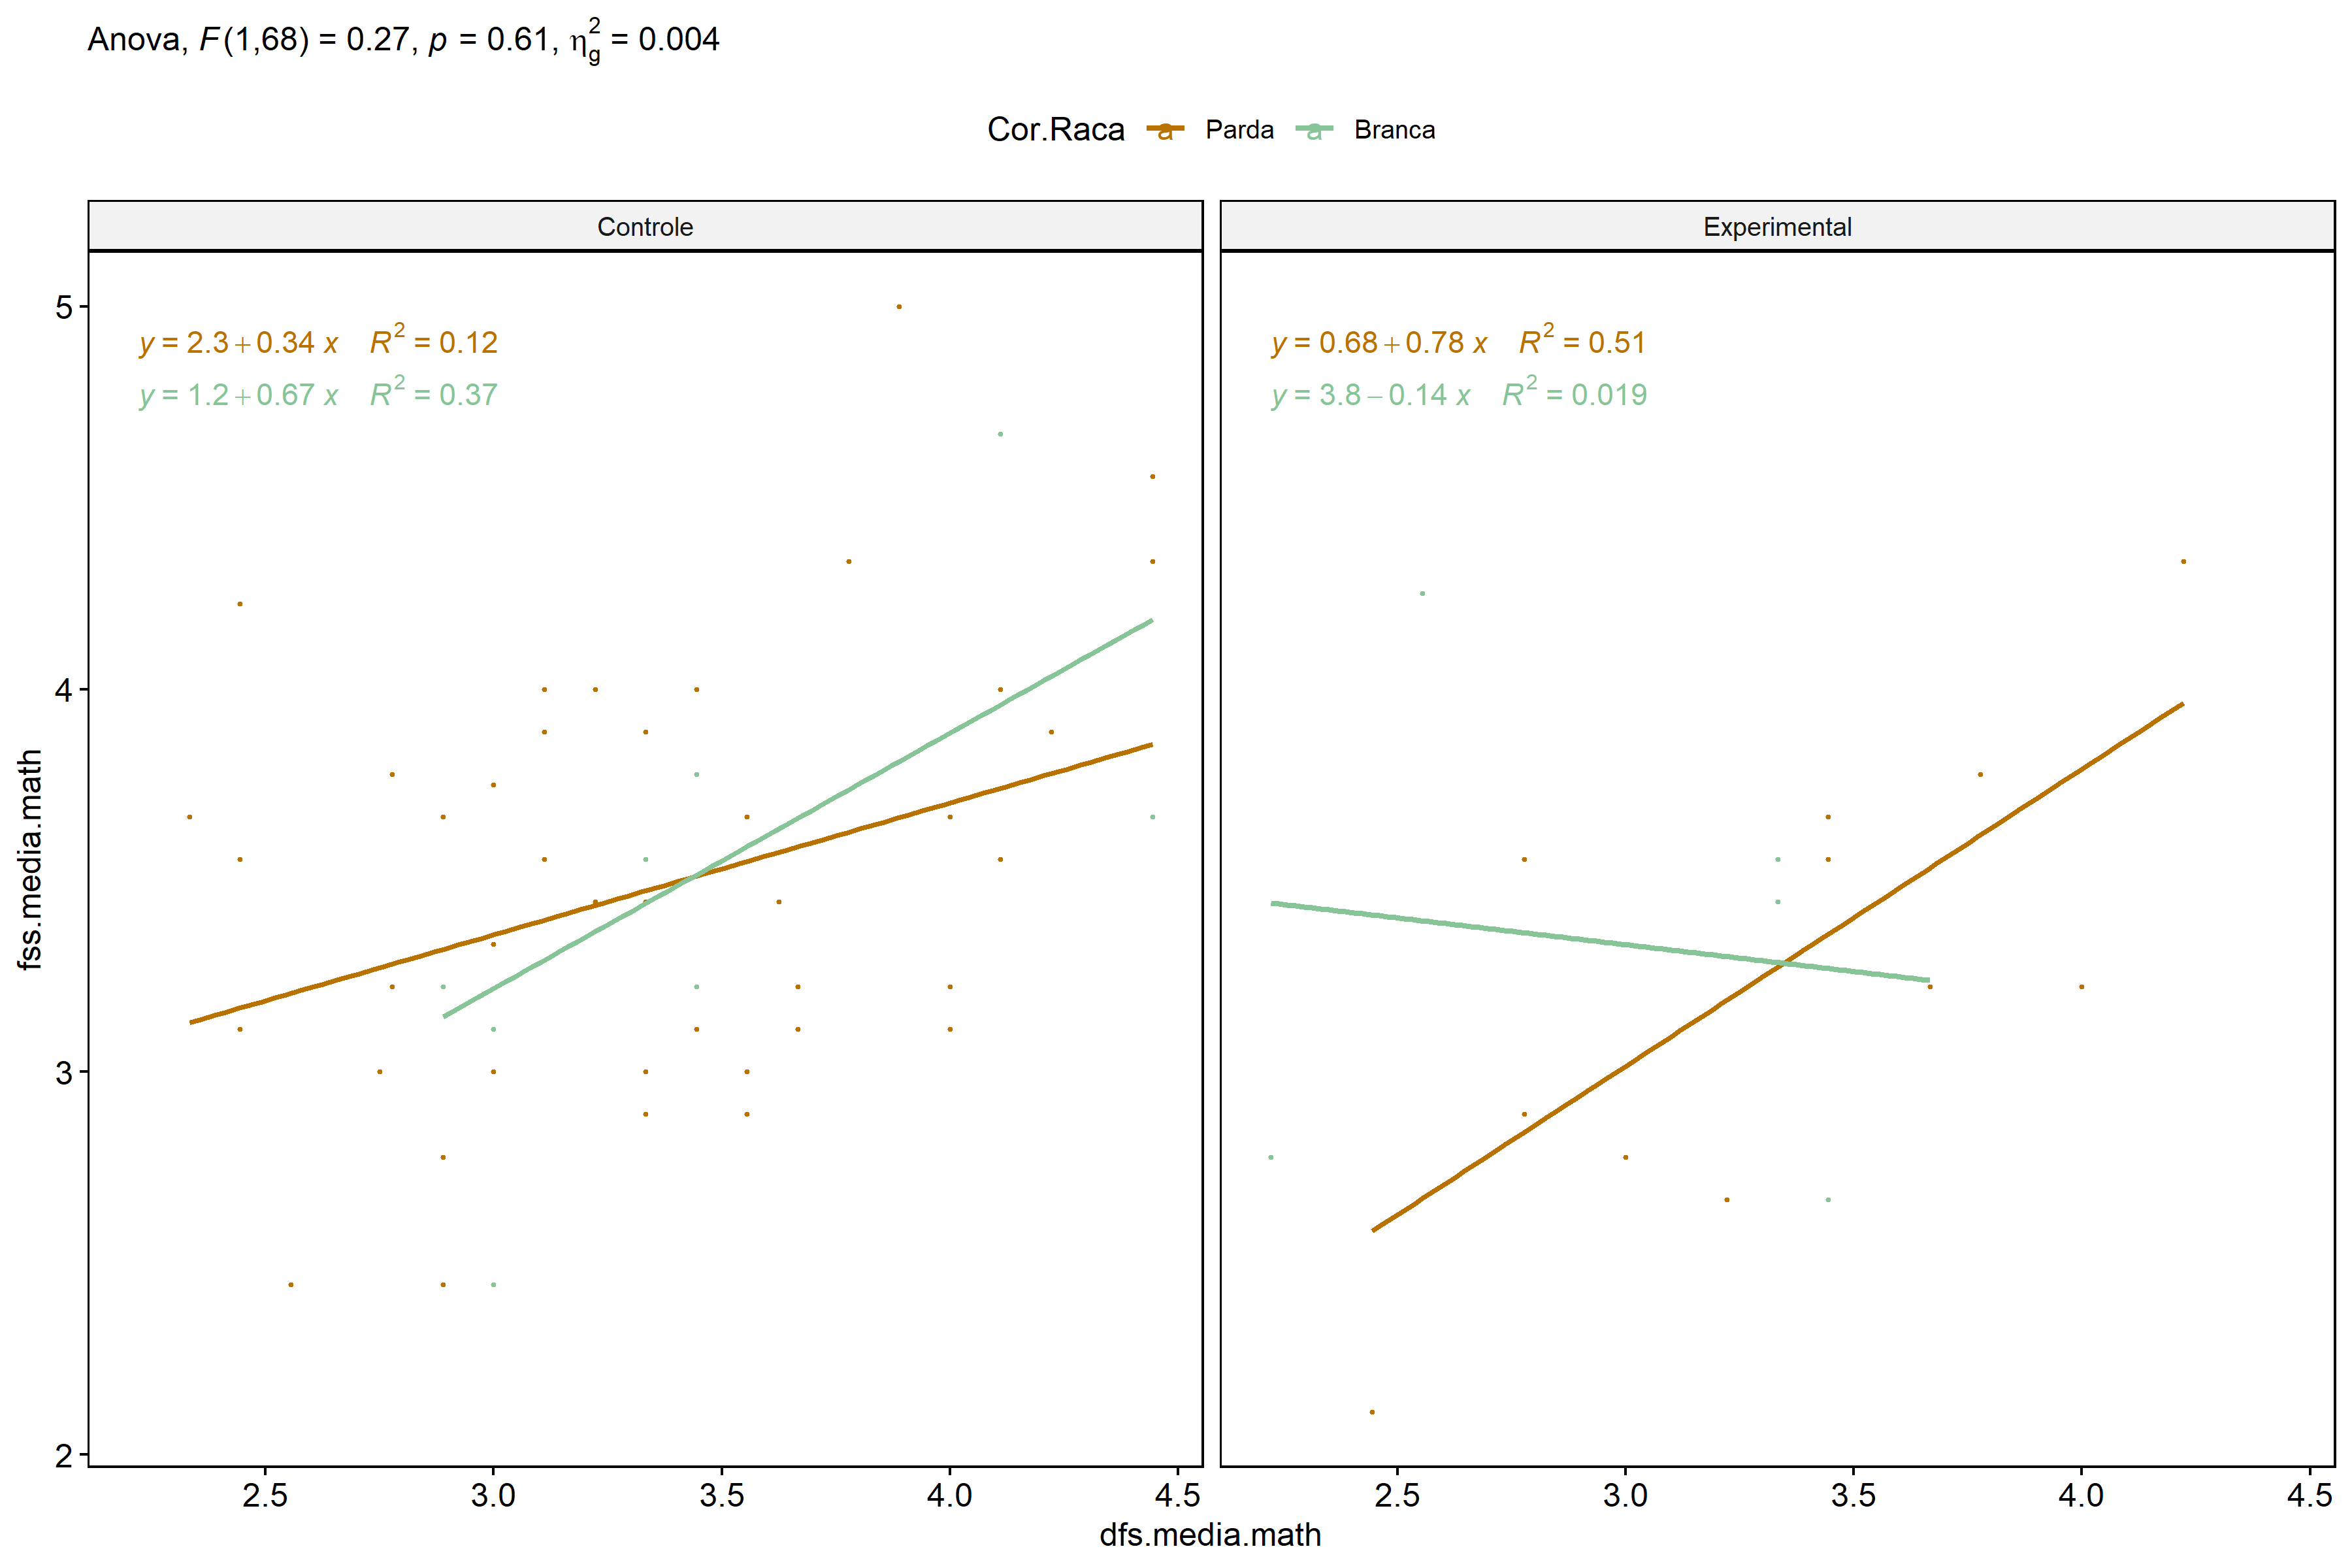 Anova, F(1,68) = 0.27, p = 0.61, η²g = 0.004
Cor.Raca a Parda a Branca
Controle
Experimental
y = 2.3 + 0.34 x R² = 0.12
y = 1.2 + 0.67 x R² = 0.37
y = 0.68 + 0.78 x R² = 0.51
y = 3.8 − 0.14 x R² = 0.019
5
4
3
2
fss.media.math
2.5 3.0 3.5 4.0 4.5
2.5 3.0 3.5 4.0 4.5
dfs.media.math